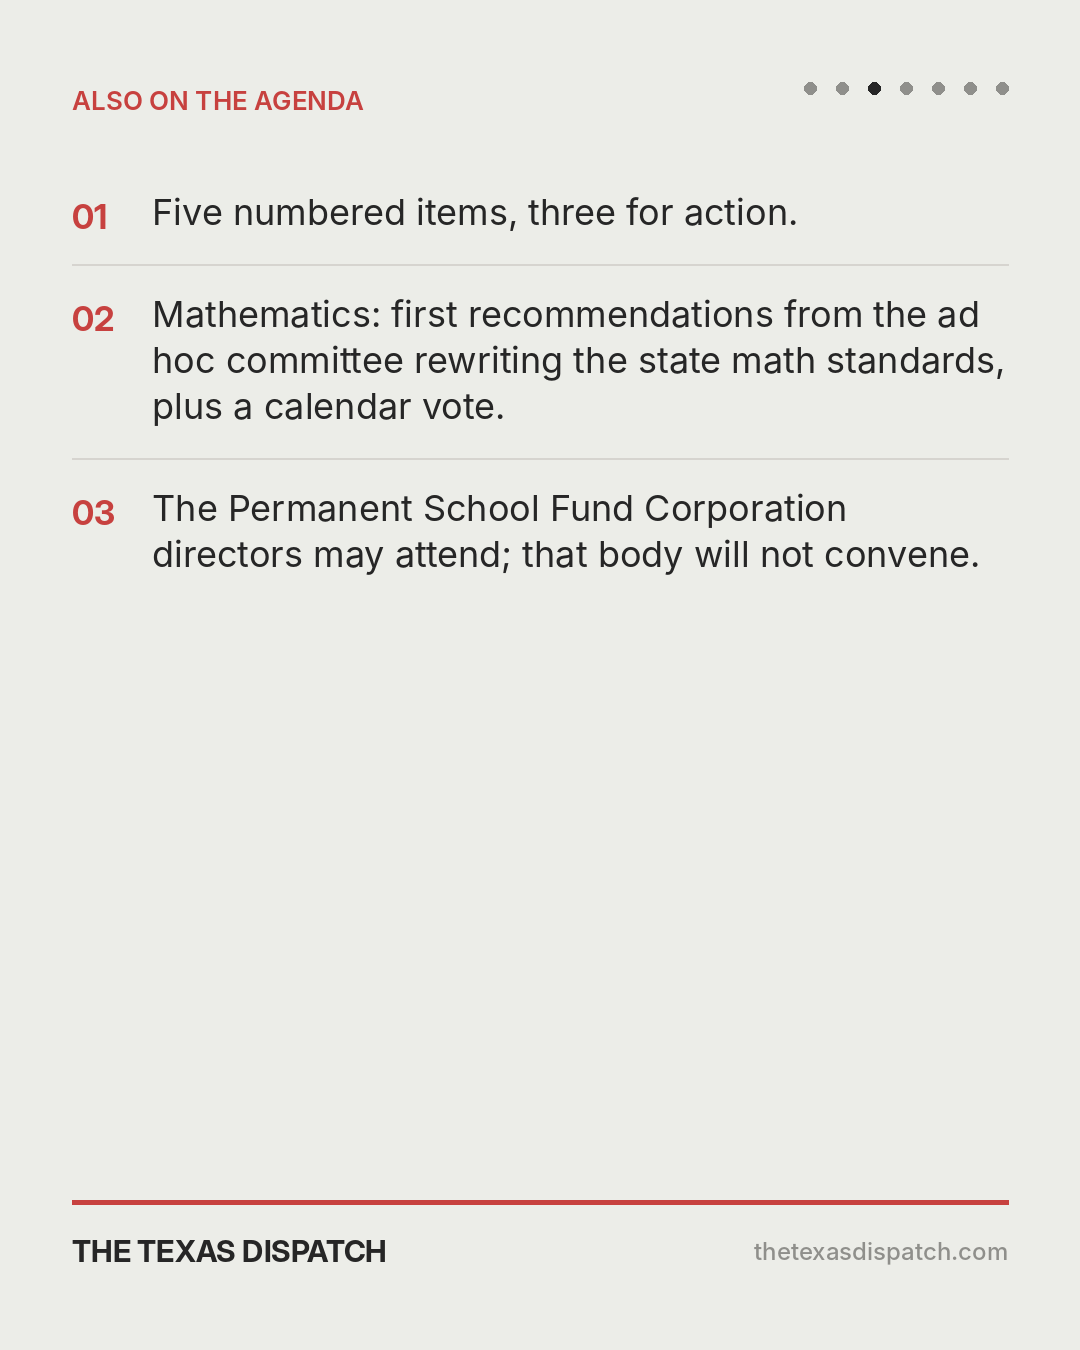 ALSO ON THE AGENDA
01 Five numbered items, three for action.
02 Mathematics: first recommendations from the ad
hoc committee rewriting the state math standards,
plus a calendar vote.
03 The Permanent School Fund Corporation
directors may attend; that body will not convene.
THE TEXAS DISPATCH
thetexasdispatch.com